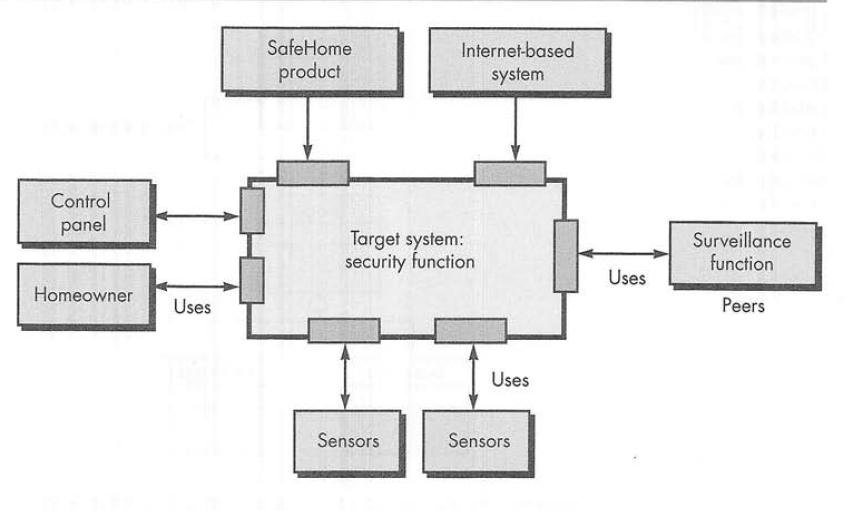 SafeHome
product
Internet-based
system
Control
panel
Target system:
security function
Surveillance
function
Homeowner
Uses
Uses
Peers
Uses
Sensors
Sensors